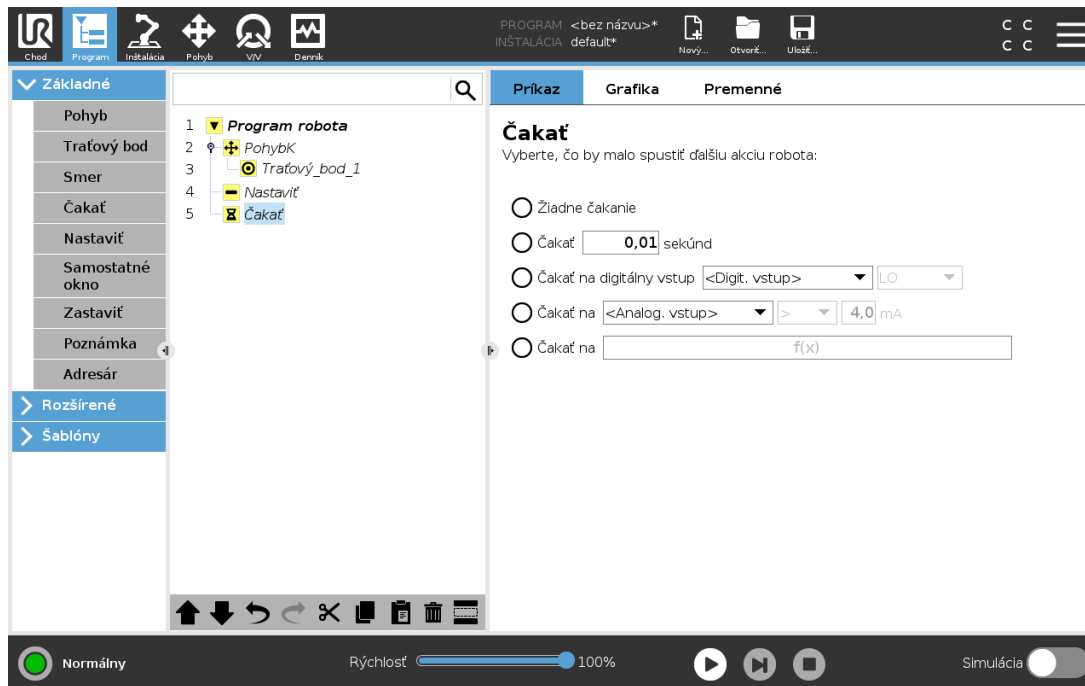 PROGRAM <bez názvu>*
INŠTALÁCIA default*
Chod Program Inštalácia Pohyb V/V Denník
Nový... Otvoriť... Uložiť...
C C
C C
Základné
Pohyb
Traťový bod
Smer
Čakať
Nastaviť
Samostatné
okno
Zastaviť
Poznámka
Adresár
Rozšírené
Šablóny
1 Program robota
2 PohybK
3 Traťový_bod_1
4 Nastaviť
5 Čakať
Príkaz Grafika Premenné
Čakať
Vyberte, čo by malo spustiť ďalšiu akciu robota:
Žiadne čakanie
Čakať 0,01 sekúnd
Čakať na digitálny vstup <Digit. vstup> LO
Čakať na <Analog. vstup> > 4,0 mA
Čakať na f(x)
Normálny
Rýchlosť 100%
Simulácia